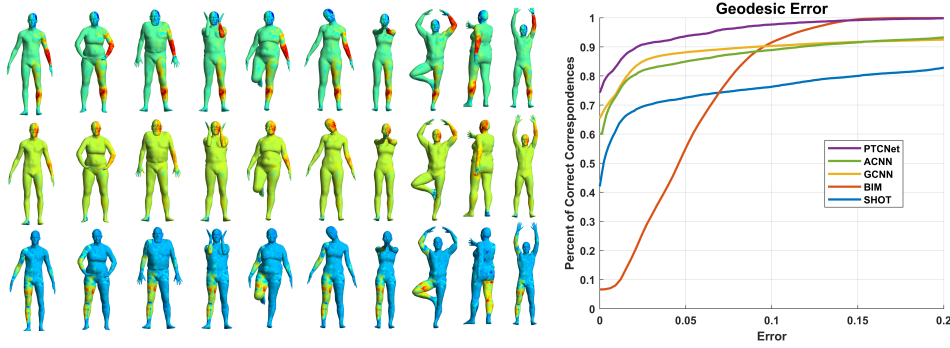 Geodesic Error
Percent of Correct Correspondences
1
0.9
0.8
0.7
0.6
0.5
0.4
0.3
0.2
0.1
0
PTCNet
ACNN
GCNN
BIM
SHOT
0
0.05
0.1
0.15
0.2
Error